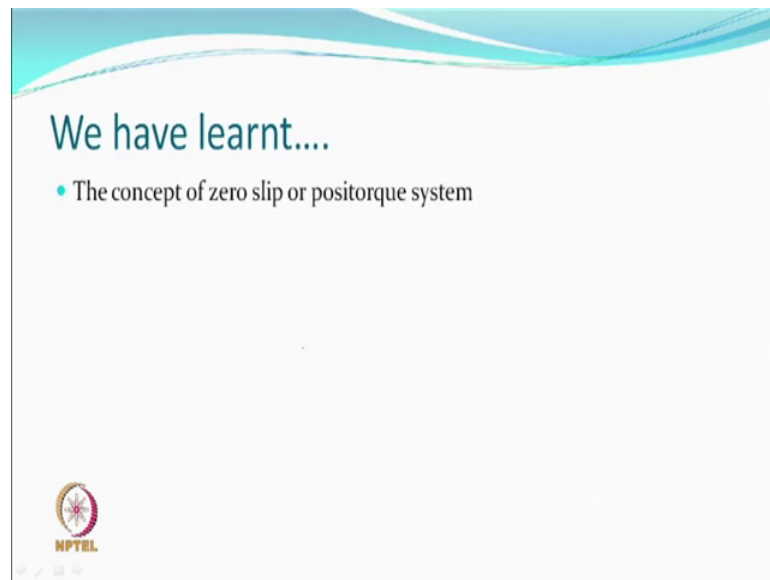 We have learnt....
The concept of zero slip or positorque system
NPTEL